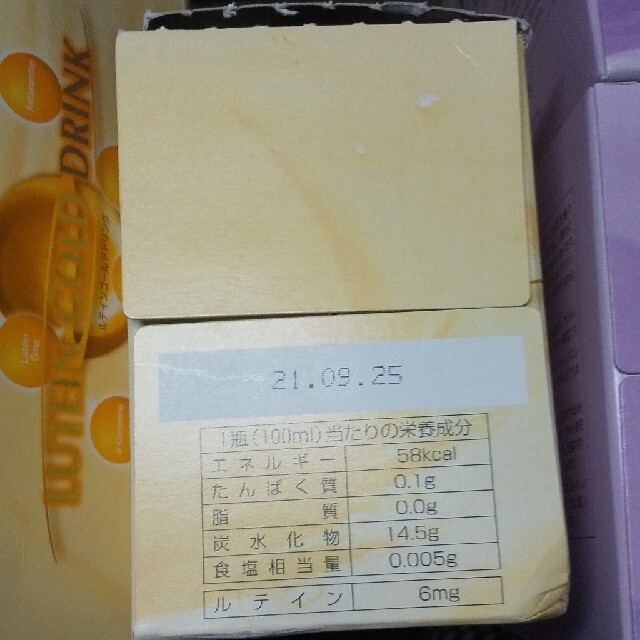 LUTEIN GOLD DRINK
ルテインゴールドドリンク
21.09.25
1瓶(100ml)当たりの栄養成分
エネルギー 58kcal
たんぱく質 0.1g
脂質 0.0g
炭水化物 14.5g
食塩相当量 0.005g
ルテイン 6mg